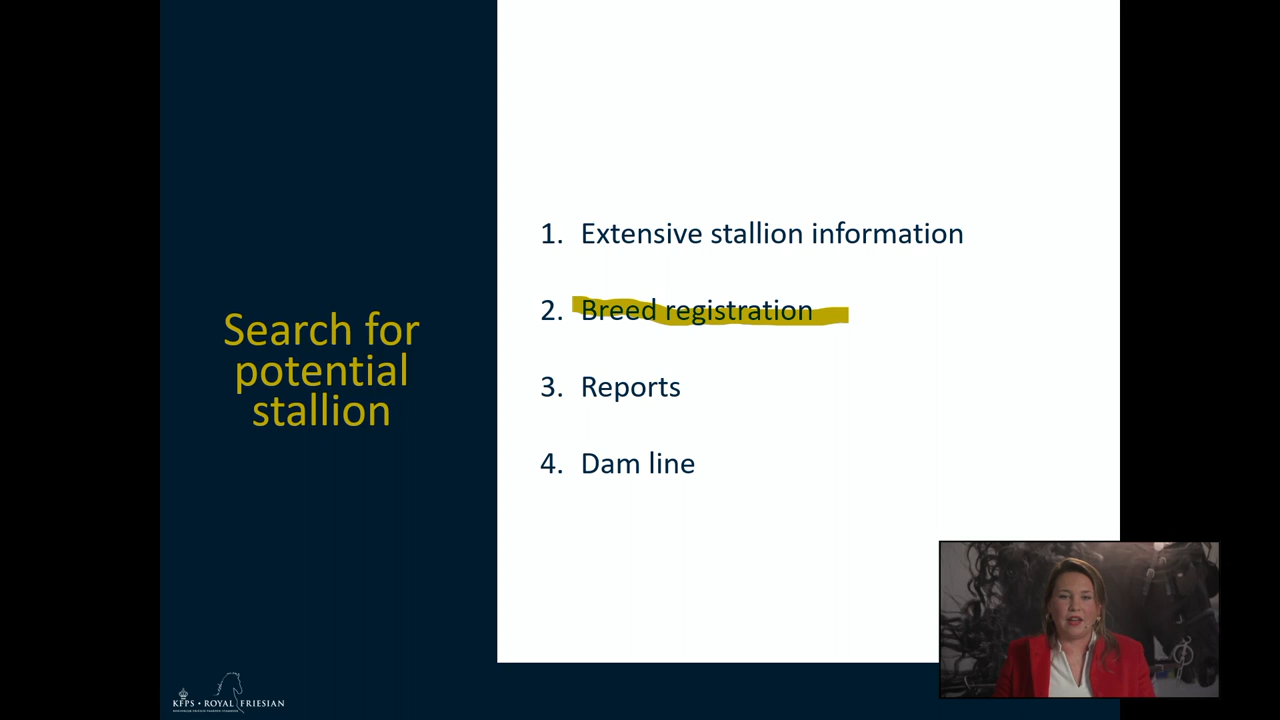 Search for
potential
stallion
1. Extensive stallion information
2. Breed registration
3. Reports
4. Dam line
KFPS • ROYAL FRIESIAN